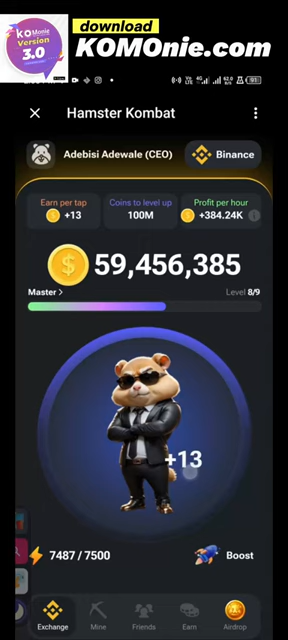 download
KOMOnie.com
KOMonie
Version
3.0
Hamster Kombat
Adebisi Adewale (CEO)
Binance
Earn per tap
+13
Coins to level up
100M
Profit per hour
+384.24K
59,456,385
Master >
Level 8/9
+13
7487 / 7500
Boost
Exchange
Mine
Friends
Earn
Airdrop